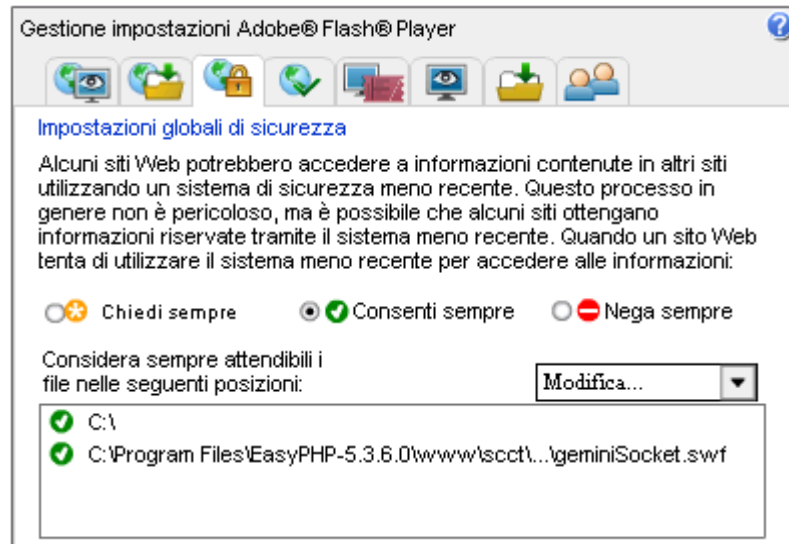 Gestione impostazioni Adobe® Flash® Player
?
Impostazioni globali di sicurezza
Alcuni siti Web potrebbero accedere a informazioni contenute in altri siti
utilizzando un sistema di sicurezza meno recente. Questo processo in
genere non è pericoloso, ma è possibile che alcuni siti ottengano
informazioni riservate tramite il sistema meno recente. Quando un sito Web
tenta di utilizzare il sistema meno recente per accedere alle informazioni:
Chiedi sempre Consenti sempre Nega sempre
Considera sempre attendibili i
file nelle seguenti posizioni:
Modifica...
C:\
C:\Program Files\EasyPHP-5.3.6.0\www\scct\...\geminiSocket.swf